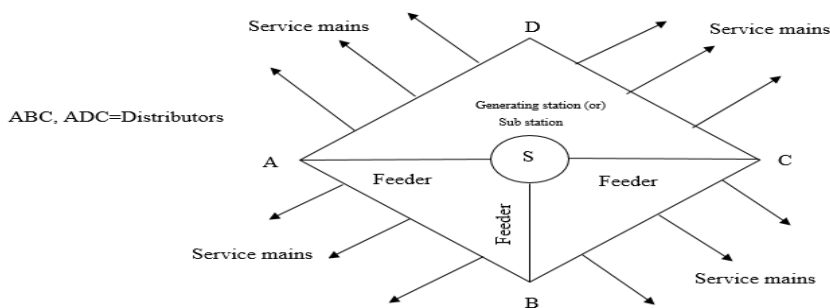 D
Service mains
Service mains
Generating station (or)
Sub station
ABC, ADC=Distributors
A
S
C
Feeder
Feeder
Feeder
Service mains
Service mains
B